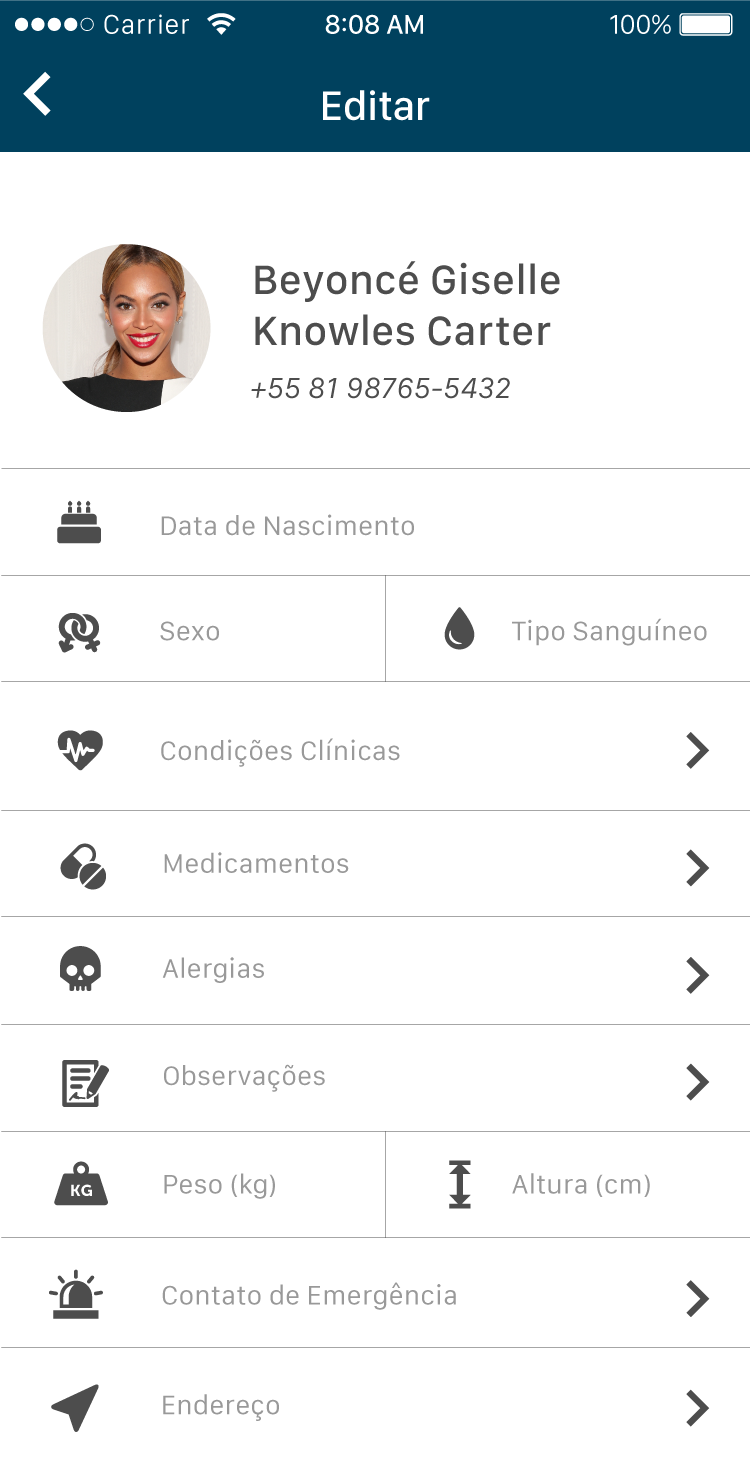 Carrier 8:08 AM 100%
Editar
Beyoncé Giselle
Knowles Carter
+55 81 98765-5432
Data de Nascimento
Sexo Tipo Sanguíneo
Condições Clínicas
Medicamentos
Alergias
Observações
KG Peso (kg) Altura (cm)
Contato de Emergência
Endereço